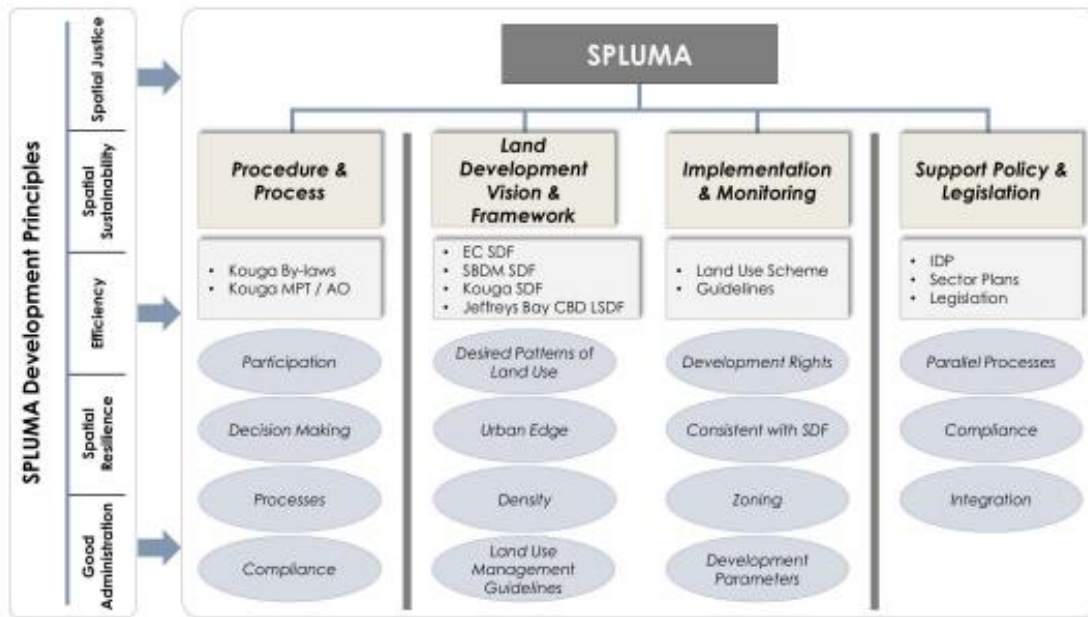 SPLUMA Development Principles
Spatial Justice
Spatial
Sustainability
Efficiency
Spatial
Resilience
Good
Administration
SPLUMA
Procedure &
Process
• Kouga By-laws
• Kouga MPT / AO
Participation
Decision Making
Processes
Compliance
Land
Development
Vision &
Framework
• EC SDF
• SBDM SDF
• Kouga SDF
• Jeffreys Bay CBD LSDF
Desired Patterns of
Land Use
Urban Edge
Density
Land Use
Management
Guidelines
Implementation
& Monitoring
• Land Use Scheme
• Guidelines
Development Rights
Consistent with SDF
Zoning
Development
Parameters
Support Policy &
Legislation
• IDP
• Sector Plans
• Legislation
Parallel Processes
Compliance
Integration